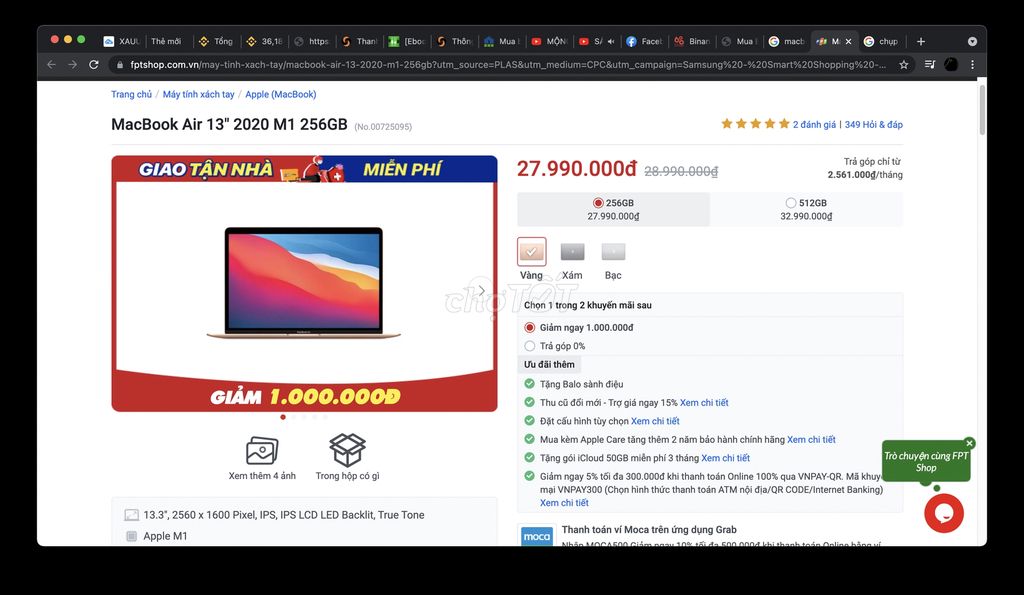 XAUU
Thẻ mới
Tổng
36,18
https:
Thanh
[Eboo
Thông
Mua b
MỘNG
SÁ
Faceb
Binan
Mua b
macb
M
chụp
fptshop.com.vn/may-tinh-xach-tay/macbook-air-13-2020-m1-256gb?utm_source=PLAS&utm_medium=CPC&utm_campaign=Samsung%20-%20Smart%20Shopping%20-...
Trang chủ / Máy tính xách tay / Apple (MacBook)
MacBook Air 13" 2020 M1 256GB (No.00725095)
2 đánh giá | 349 Hỏi & đáp
GIAO TẬN NHÀ MIỄN PHÍ
GIẢM 1.000.000Đ
Xem thêm 4 ảnh
Trong hộp có gì
13.3", 2560 x 1600 Pixel, IPS, IPS LCD LED Backlit, True Tone
Apple M1
27.990.000₫ 28.990.000₫
Trả góp chỉ từ
2.561.000₫/tháng
256GB
27.990.000₫
512GB
32.990.000₫
Vàng
Xám
Bạc
chợTỐT
Chọn 1 trong 2 khuyến mãi sau
Giảm ngay 1.000.000đ
Trả góp 0%
Ưu đãi thêm
Tặng Balo sành điệu
Thu cũ đổi mới - Trợ giá ngay 15% Xem chi tiết
Đặt cấu hình tùy chọn Xem chi tiết
Mua kèm Apple Care tăng thêm 2 năm bảo hành chính hãng Xem chi tiết
Tặng gói iCloud 50GB miễn phí 3 tháng Xem chi tiết
Giảm ngay 5% tối đa 300.000đ khi thanh toán Online 100% qua VNPAY-QR. Mã khuyế
mại VNPAY300 (Chọn hình thức thanh toán ATM nội địa/QR CODE/Internet Banking)
Xem chi tiết
moca
Thanh toán ví Moca trên ứng dụng Grab
Nhập MOCA500 Giảm ngay 10% tối đa 500.000đ khi thanh toán Online bằng ví
Trò chuyện cùng FPT
Shop